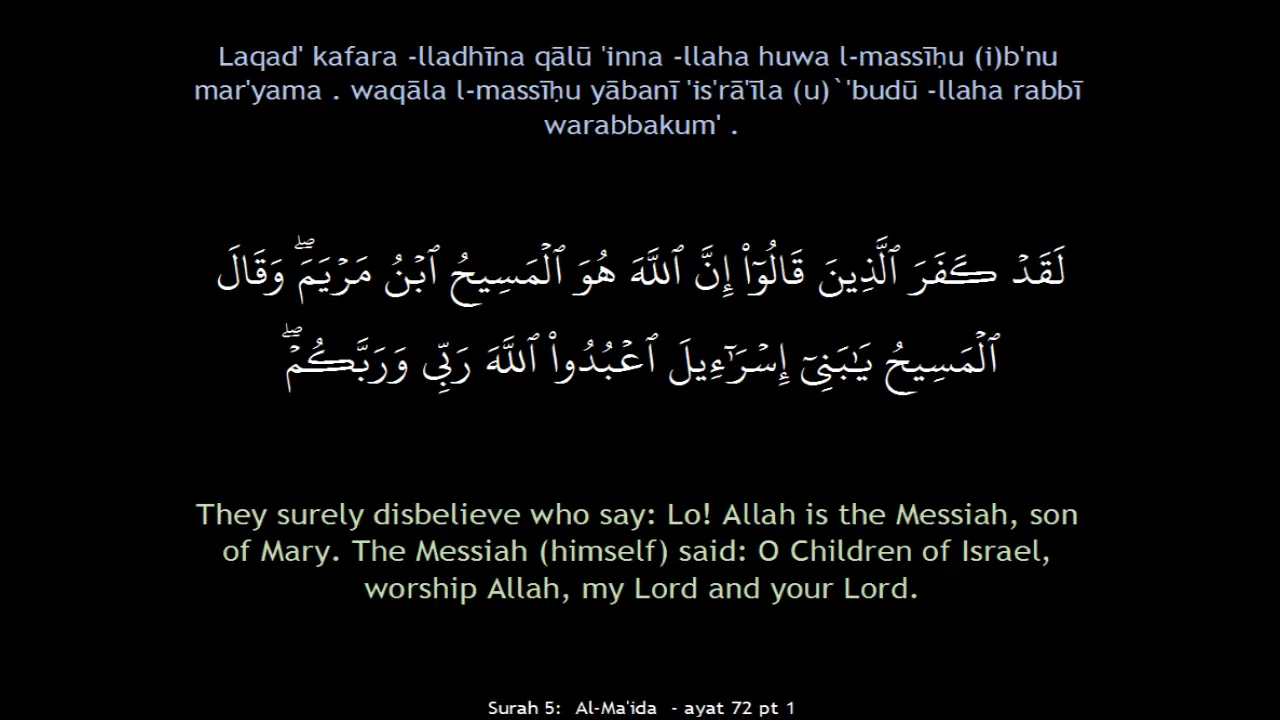 Laqad' kafara -lladhīna qālū 'inna -llaha huwa l-massīḥu (i)b'nu
mar'yama . waqāla l-massīḥu yābanī 'is'rā'īla (u)`'budū -llaha rabbī
warabbakum' .
لَقَدۡ كَفَرَ ٱلَّذِينَ قَالُوٓاْ إِنَّ ٱللَّهَ هُوَ ٱلۡمَسِيحُ ٱبۡنُ مَرۡيَمَۖ وَقَالَ
ٱلۡمَسِيحُ يَٰبَنِىٓ إِسۡرَٰٓءِيلَ ٱعۡبُدُواْ ٱللَّهَ رَبِّى وَرَبَّكُمۡۖ
They surely disbelieve who say: Lo! Allah is the Messiah, son
of Mary. The Messiah (himself) said: O Children of Israel,
worship Allah, my Lord and your Lord.
Surah 5: Al-Ma'ida - ayat 72 pt 1